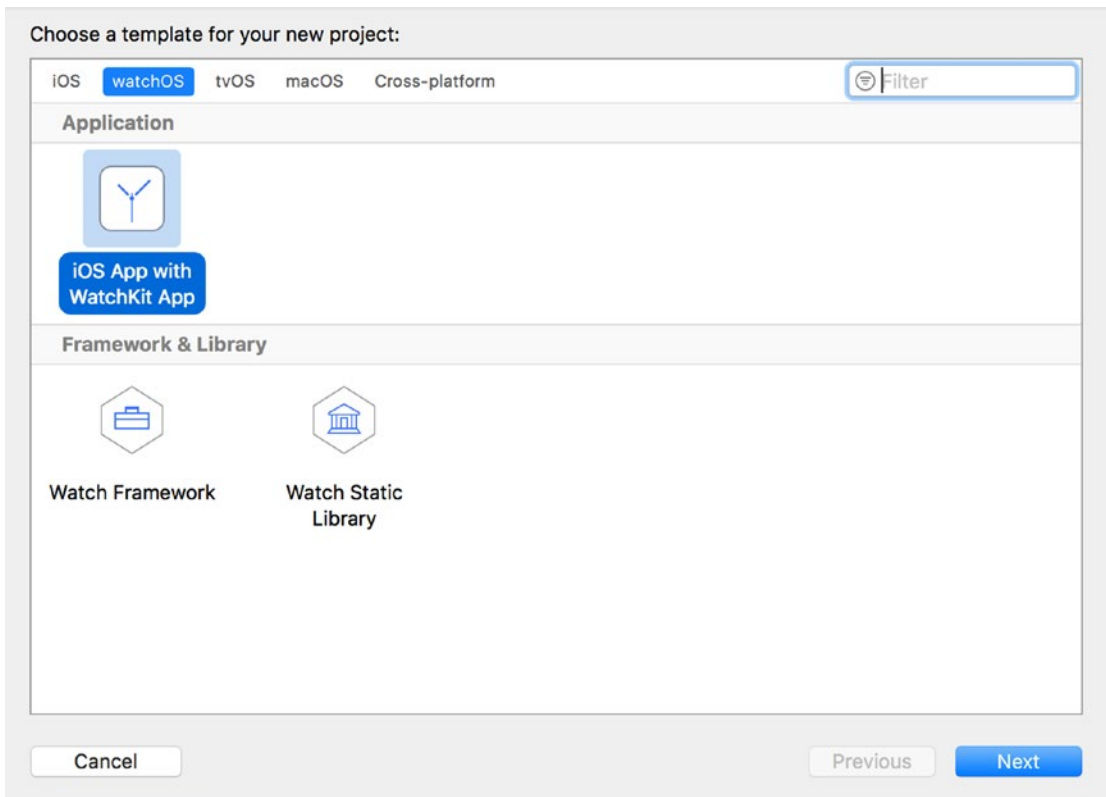 Choose a template for your new project:
iOS watchOS tvOS macOS Cross-platform Filter
Application
iOS App with
WatchKit App
Framework & Library
Watch Framework Watch Static
Library
Cancel Previous Next